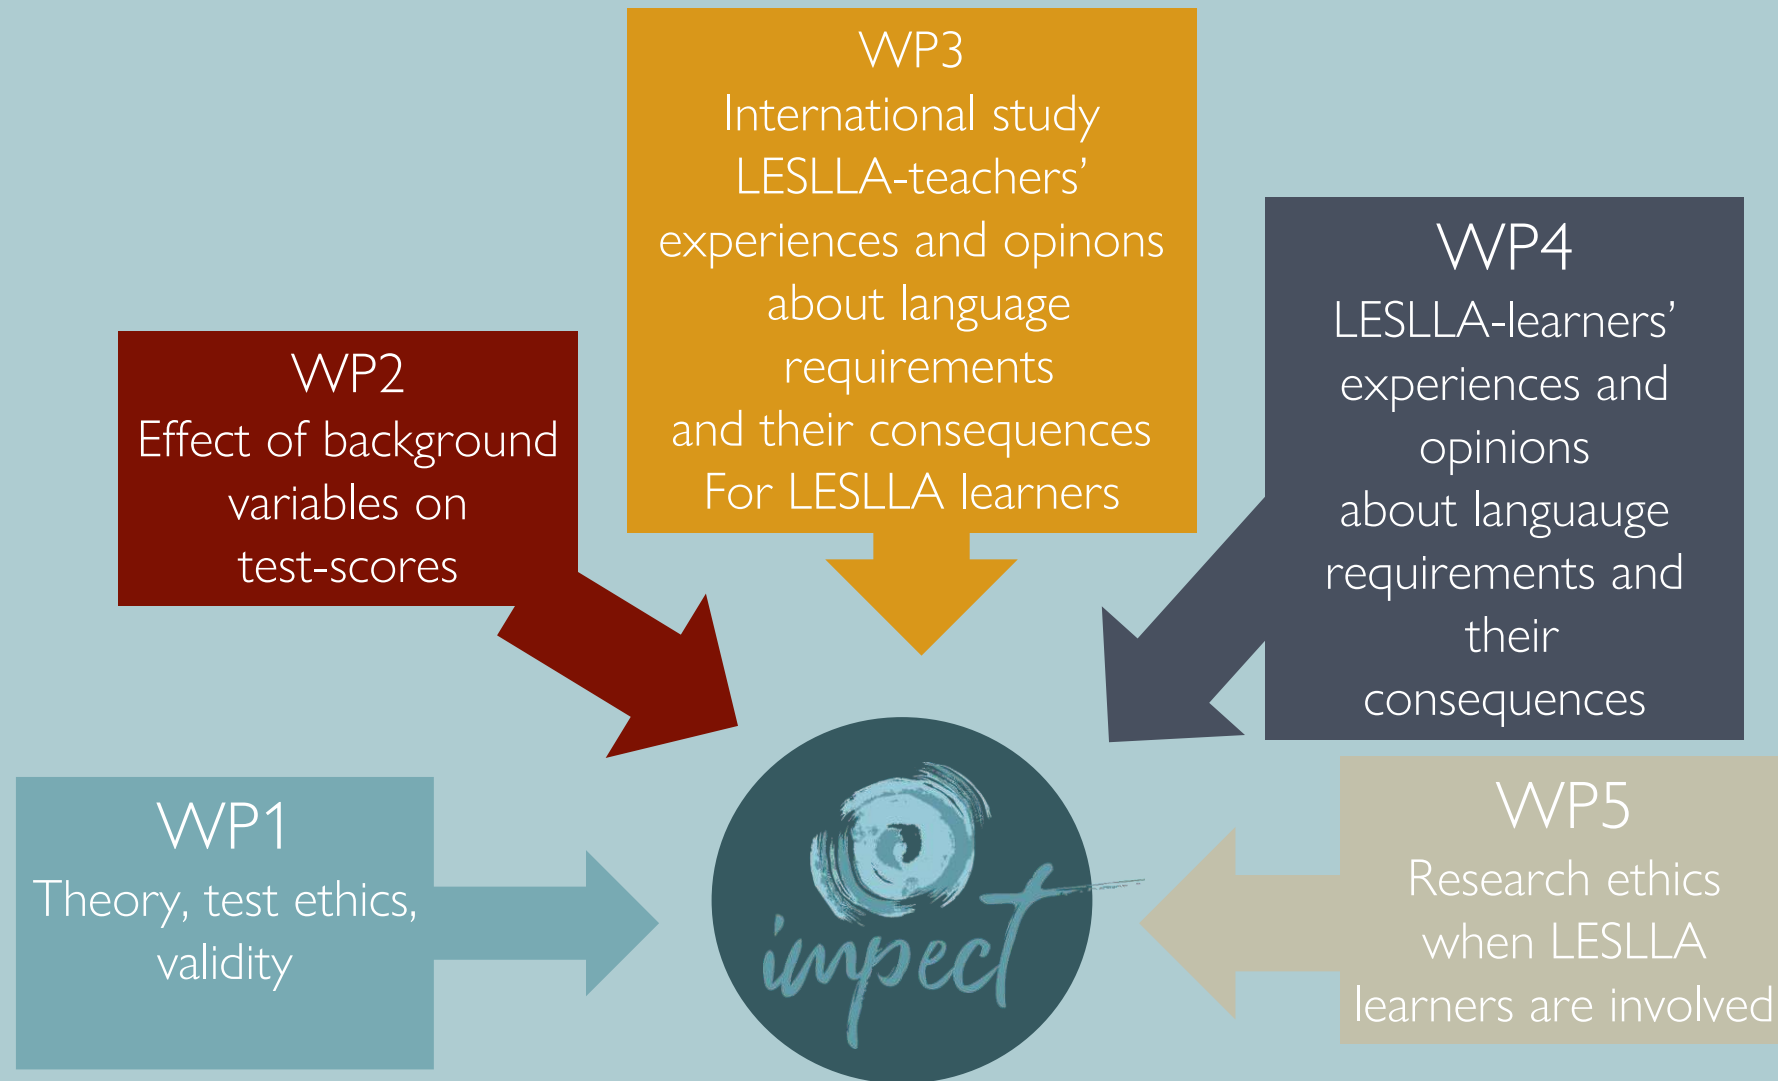 WP1
Theory, test ethics,
validity
WP2
Effect of background
variables on
test-scores
WP3
International study
LESLLA-teachers’
experiences and opinons
about language
requirements
and their consequences
For LESLLA learners
WP4
LESLLA-learners’
experiences and
opinions
about languauge
requirements and
their
consequences
WP5
Research ethics
when LESLLA
learners are involved
impect